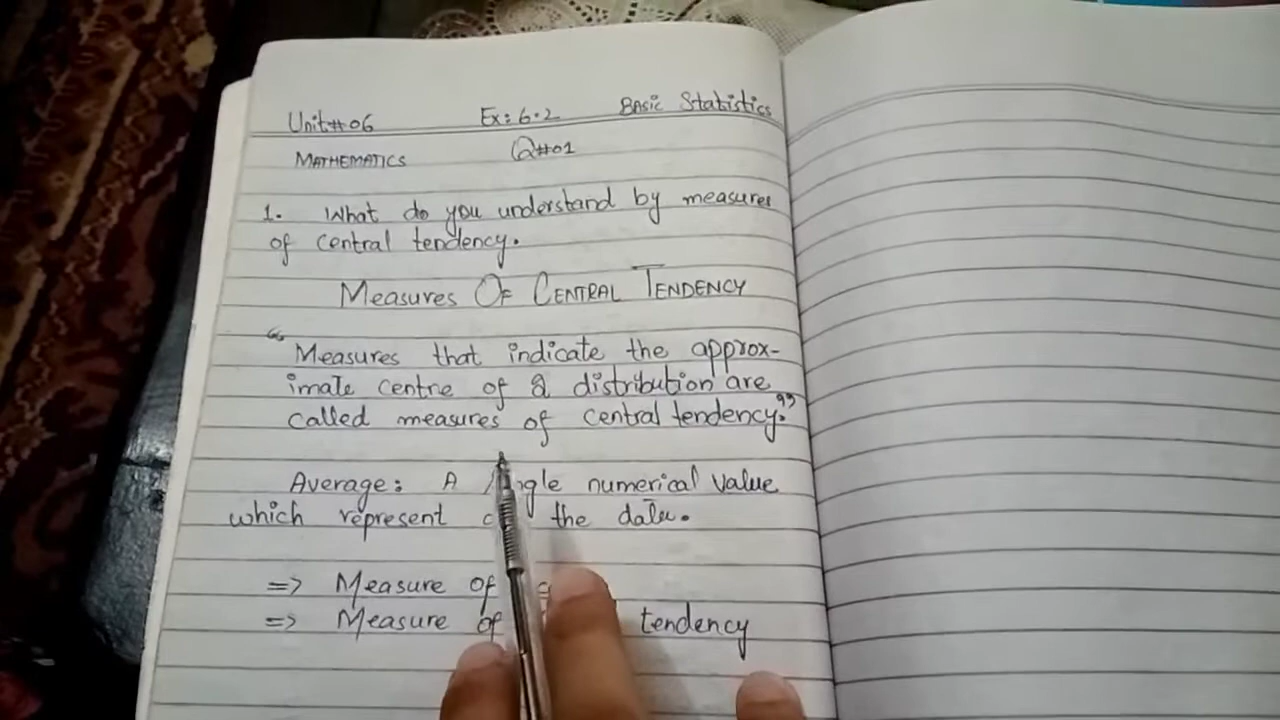 Unit#06 Ex: 6.2 Basic Statistics
MATHEMATICS Q#01
1. What do you understand by measures
of central tendency.
Measures OF CENTRAL TENDENCY
“Measures that indicate the approx-
imate centre of a distribution are
called measures of central tendency.”
Average: A numerical value
which represent the data.
=> Measure of
=> Measure of tendency